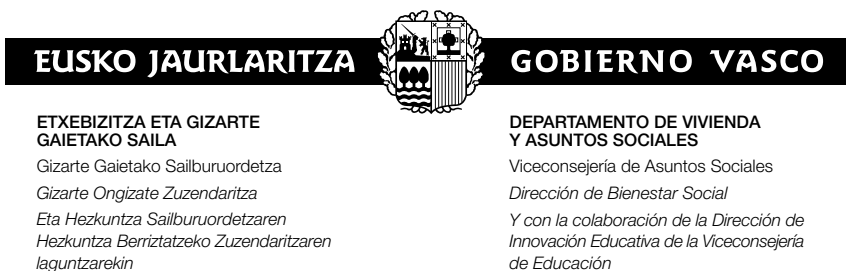 EUSKO JAURLARITZA
GOBIERNO VASCO
ETXEBIZITZA ETA GIZARTE
GAIETAKO SAILA
Gizarte Gaietako Sailburuordetza
Gizarte Ongizate Zuzendaritza
Eta Hezkuntza Sailburuordetzaren
Hezkuntza Berriztatzeko Zuzendaritzaren
laguntzarekin
DEPARTAMENTO DE VIVIENDA
Y ASUNTOS SOCIALES
Viceconsejería de Asuntos Sociales
Dirección de Bienestar Social
Y con la colaboración de la Dirección de
Innovación Educativa de la Viceconsejería
de Educación